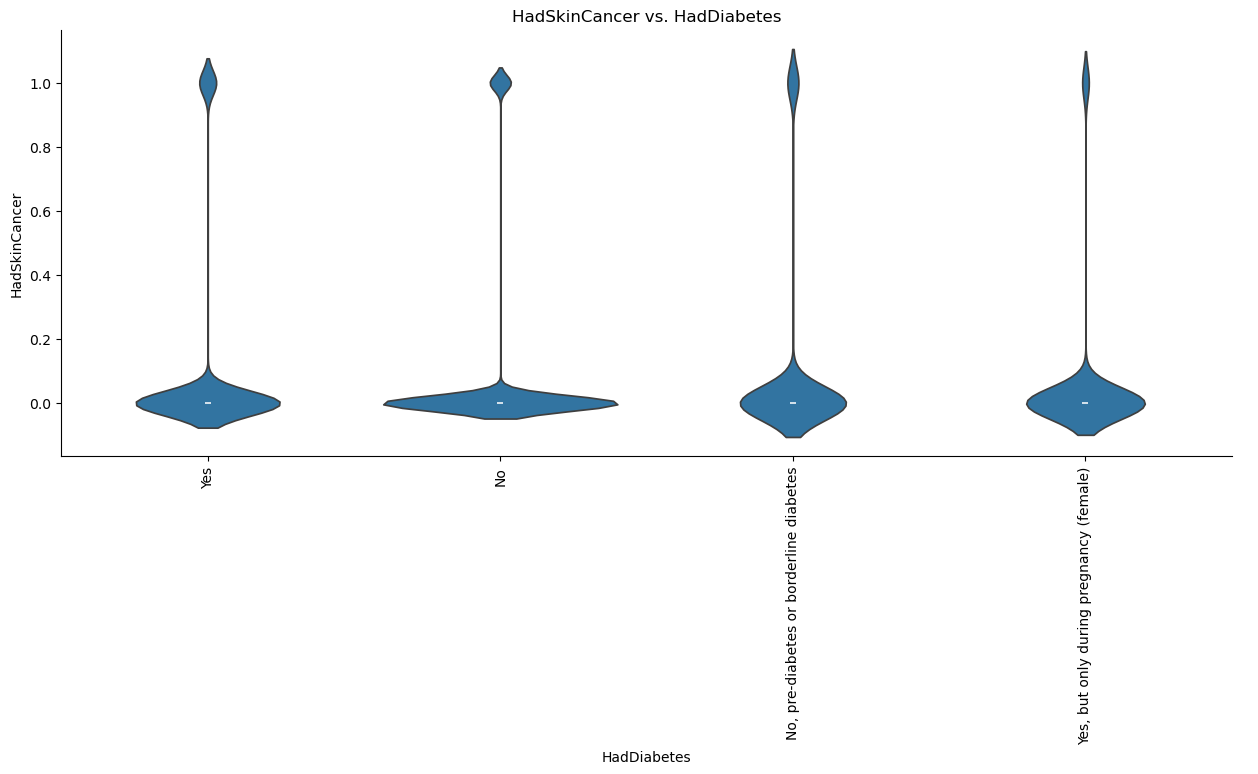 HadSkinCancer vs. HadDiabetes
HadSkinCancer
1.0
0.8
0.6
0.4
0.2
0.0
Yes
No
No, pre-diabetes or borderline diabetes
Yes, but only during pregnancy (female)
HadDiabetes